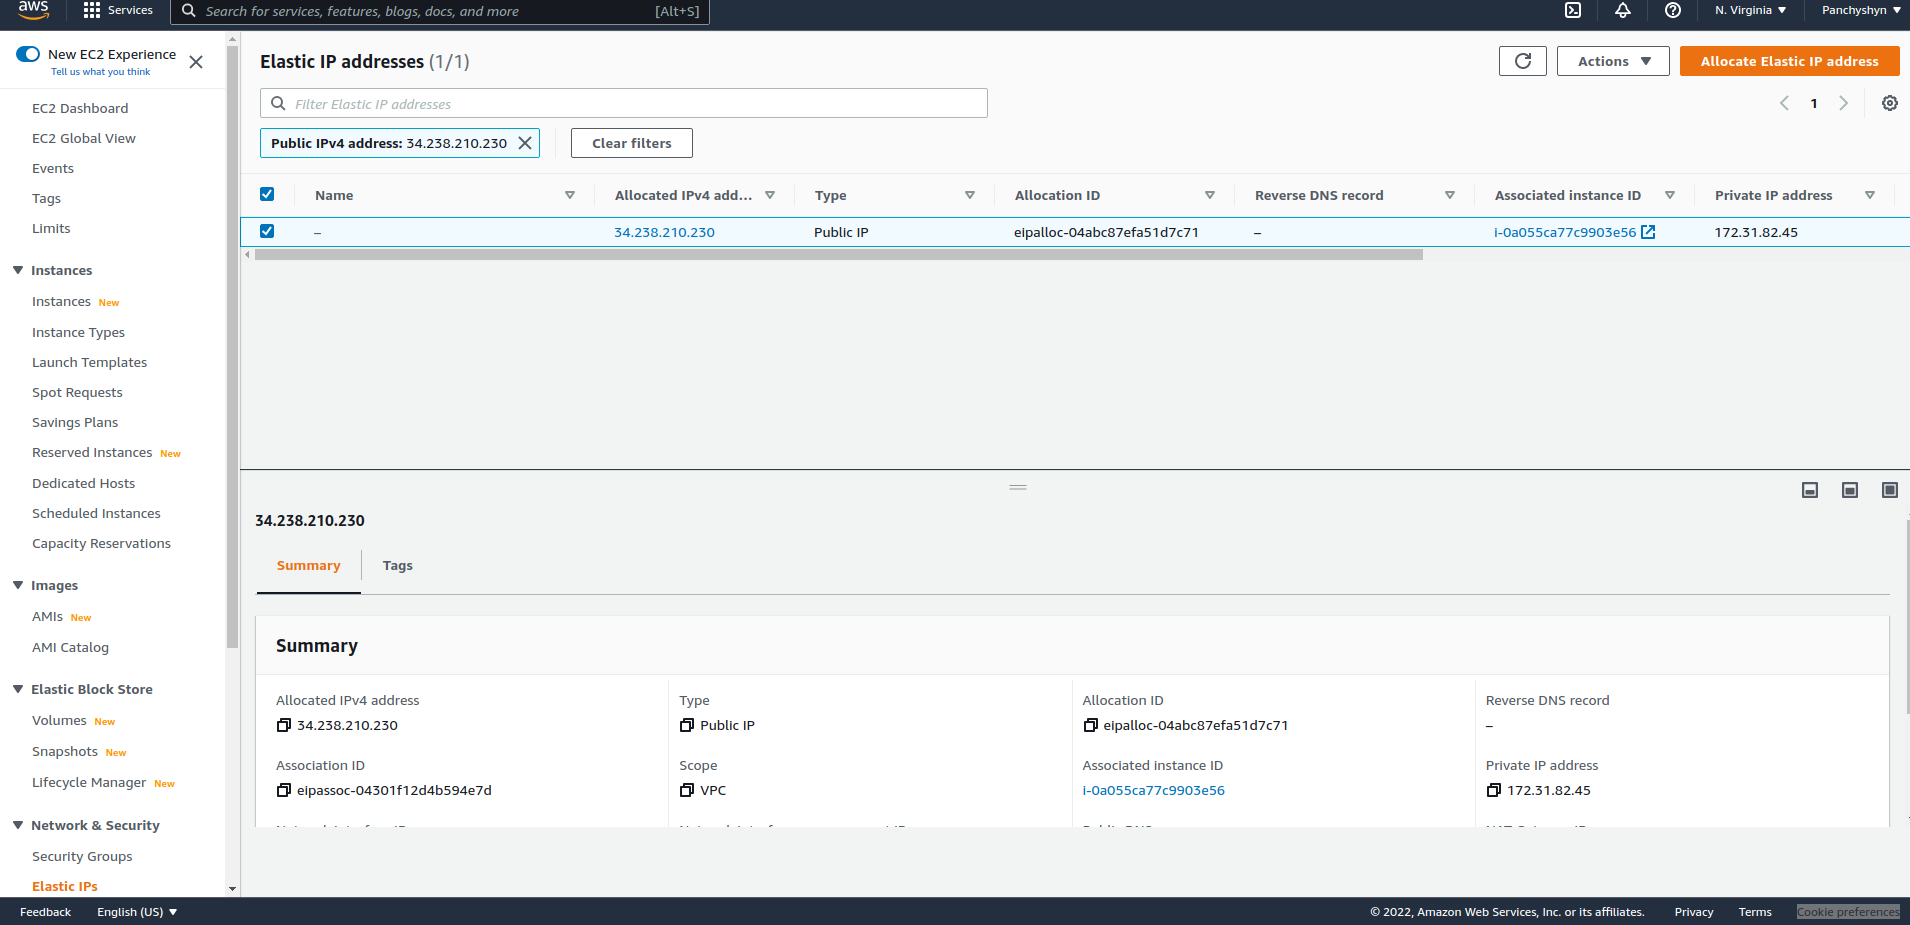 aws
Services
Search for services, features, blogs, docs, and more [Alt+S]
N. Virginia
Panchyshyn
New EC2 Experience
Tell us what you think
EC2 Dashboard
EC2 Global View
Events
Tags
Limits
Instances
Instances New
Instance Types
Launch Templates
Spot Requests
Savings Plans
Reserved Instances New
Dedicated Hosts
Scheduled Instances
Capacity Reservations
Images
AMIs New
AMI Catalog
Elastic Block Store
Volumes New
Snapshots New
Lifecycle Manager New
Network & Security
Security Groups
Elastic IPs
Elastic IP addresses (1/1)
Actions
Allocate Elastic IP address
Filter Elastic IP addresses
1
Public IPv4 address: 34.238.210.230
Clear filters
Name Allocated IPv4 add... Type Allocation ID Reverse DNS record Associated instance ID Private IP address
– 34.238.210.230 Public IP eipalloc-04abc87efa51d7c71 – i-0a055ca77c9903e56 172.31.82.45
34.238.210.230
Summary Tags
Summary
Allocated IPv4 address
34.238.210.230
Type
Public IP
Allocation ID
eipalloc-04abc87efa51d7c71
Reverse DNS record
–
Association ID
eipassoc-04301f12d4b594e7d
Scope
VPC
Associated instance ID
i-0a055ca77c9903e56
Private IP address
172.31.82.45
Feedback
English (US)
© 2022, Amazon Web Services, Inc. or its affiliates.
Privacy
Terms
Cookie preferences